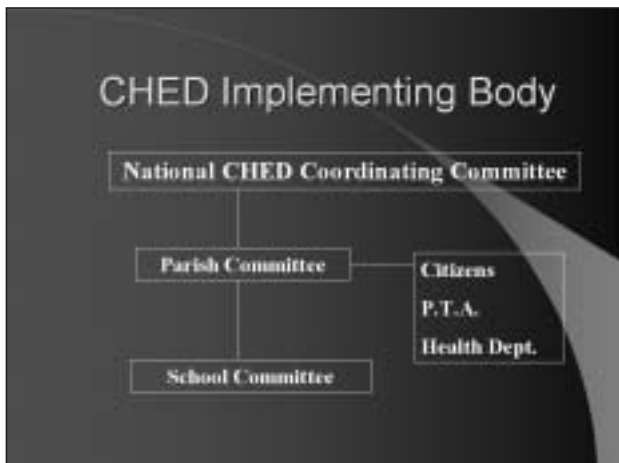 CHED Implementing Body
National CHED Coordinating Committee
Parish Committee
Citizens
P.T.A.
Health Dept.
School Committee